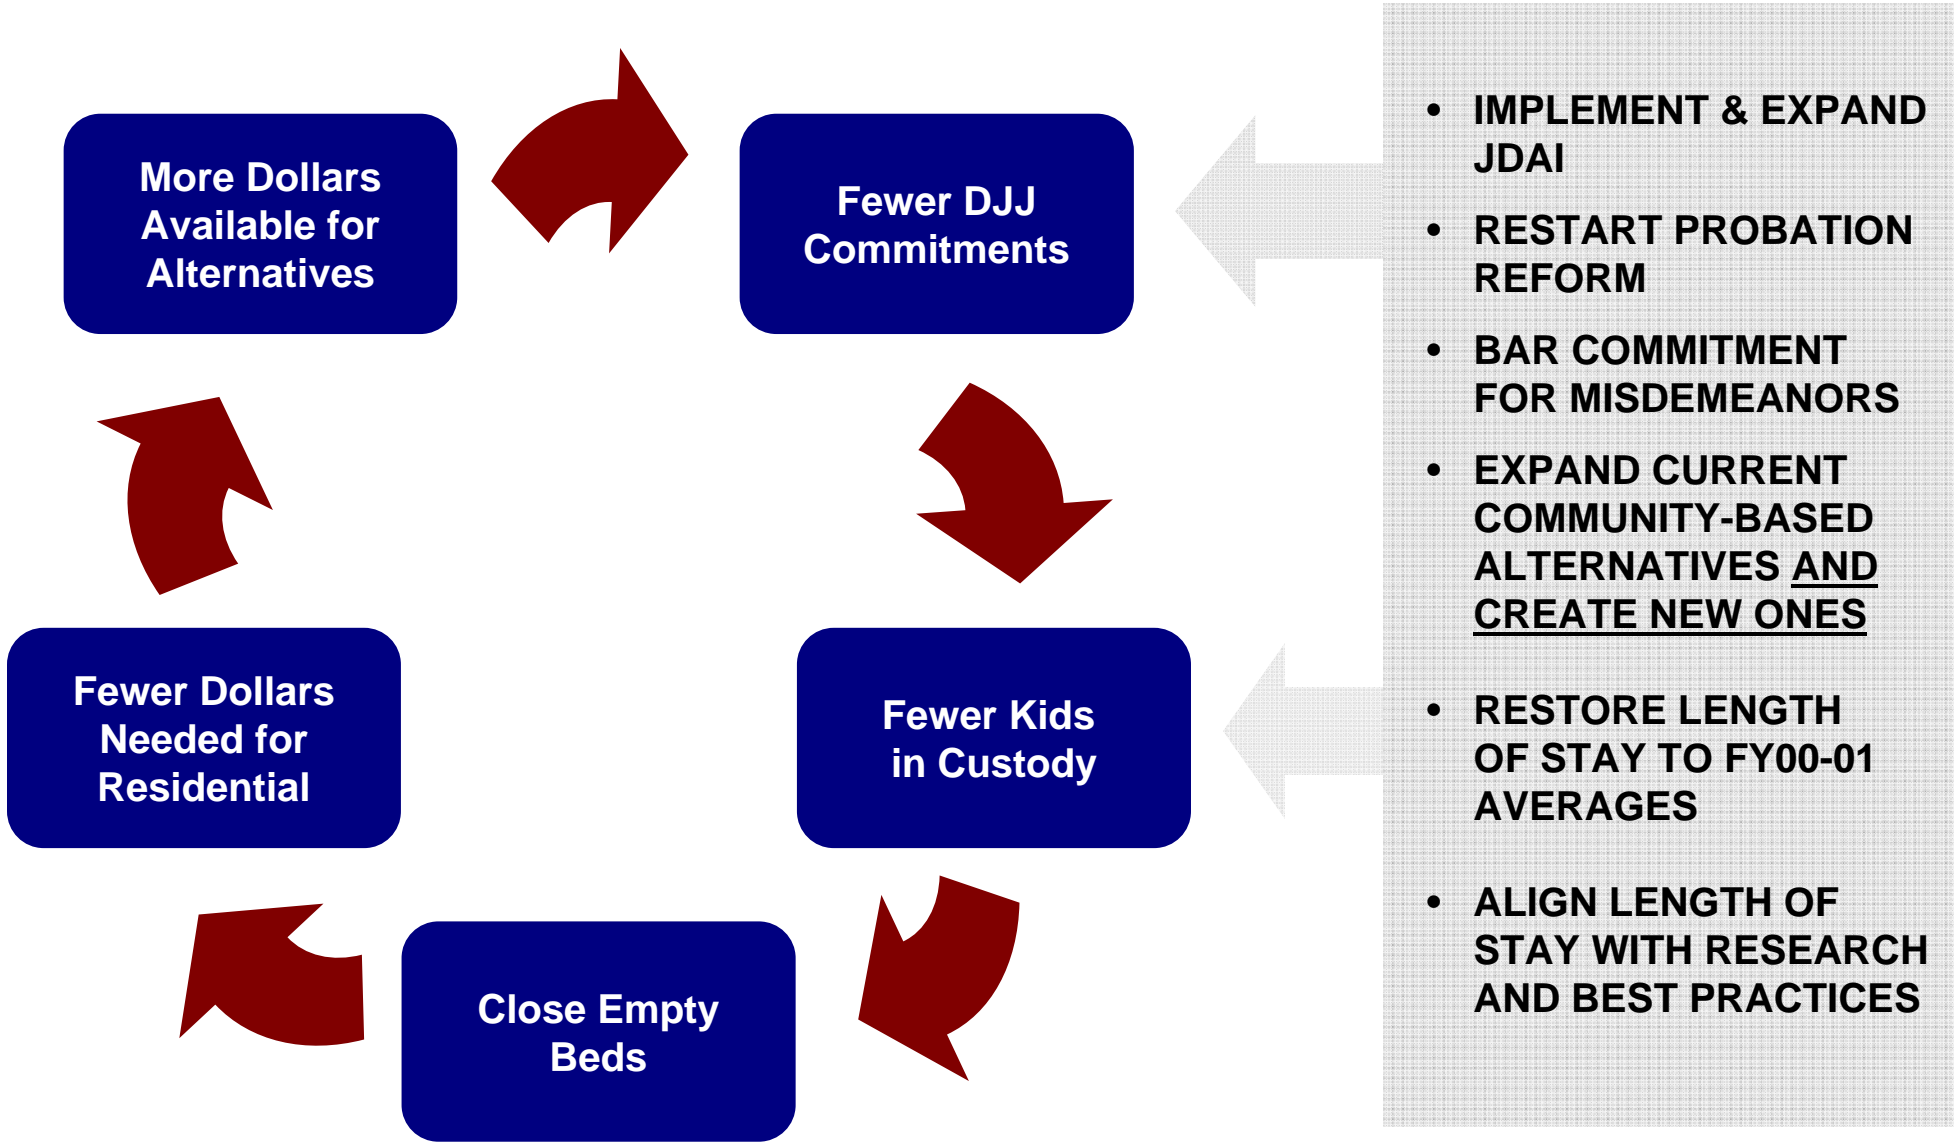 More Dollars
Available for
Alternatives
Fewer DJJ
Commitments
Fewer Kids
in Custody
Close Empty
Beds
Fewer Dollars
Needed for
Residential
• IMPLEMENT & EXPAND
JDAI
• RESTART PROBATION
REFORM
• BAR COMMITMENT
FOR MISDEMEANORS
• EXPAND CURRENT
COMMUNITY-BASED
ALTERNATIVES AND
CREATE NEW ONES
• RESTORE LENGTH
OF STAY TO FY00-01
AVERAGES
• ALIGN LENGTH OF
STAY WITH RESEARCH
AND BEST PRACTICES